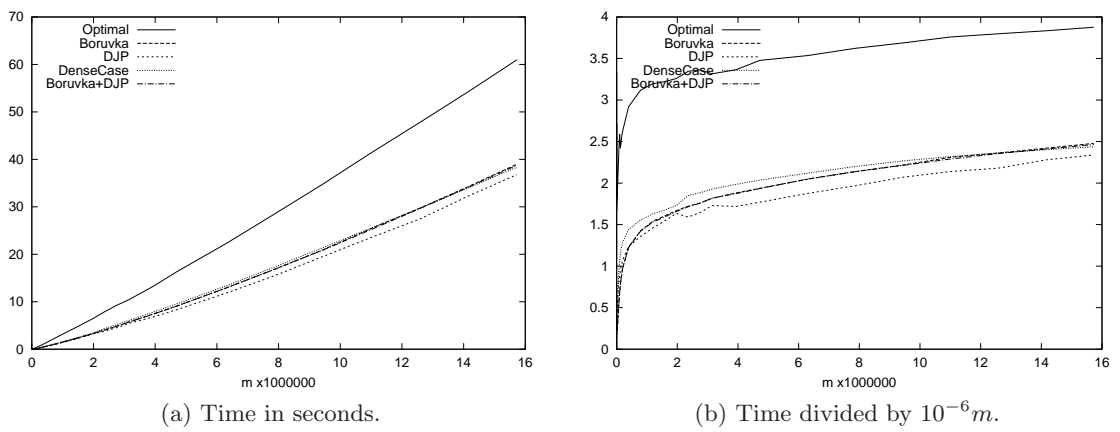 70
60
50
40
30
20
10
0
Optimal
Boruvka
DJP
DenseCase
Boruvka+DJP
0 2 4 6 8 10 12 14 16
m x1000000
(a) Time in seconds.
4
3.5
3
2.5
2
1.5
1
0.5
0
Optimal
Boruvka
DJP
DenseCase
Boruvka+DJP
0 2 4 6 8 10 12 14 16
m x1000000
(b) Time divided by 10⁻⁶m.